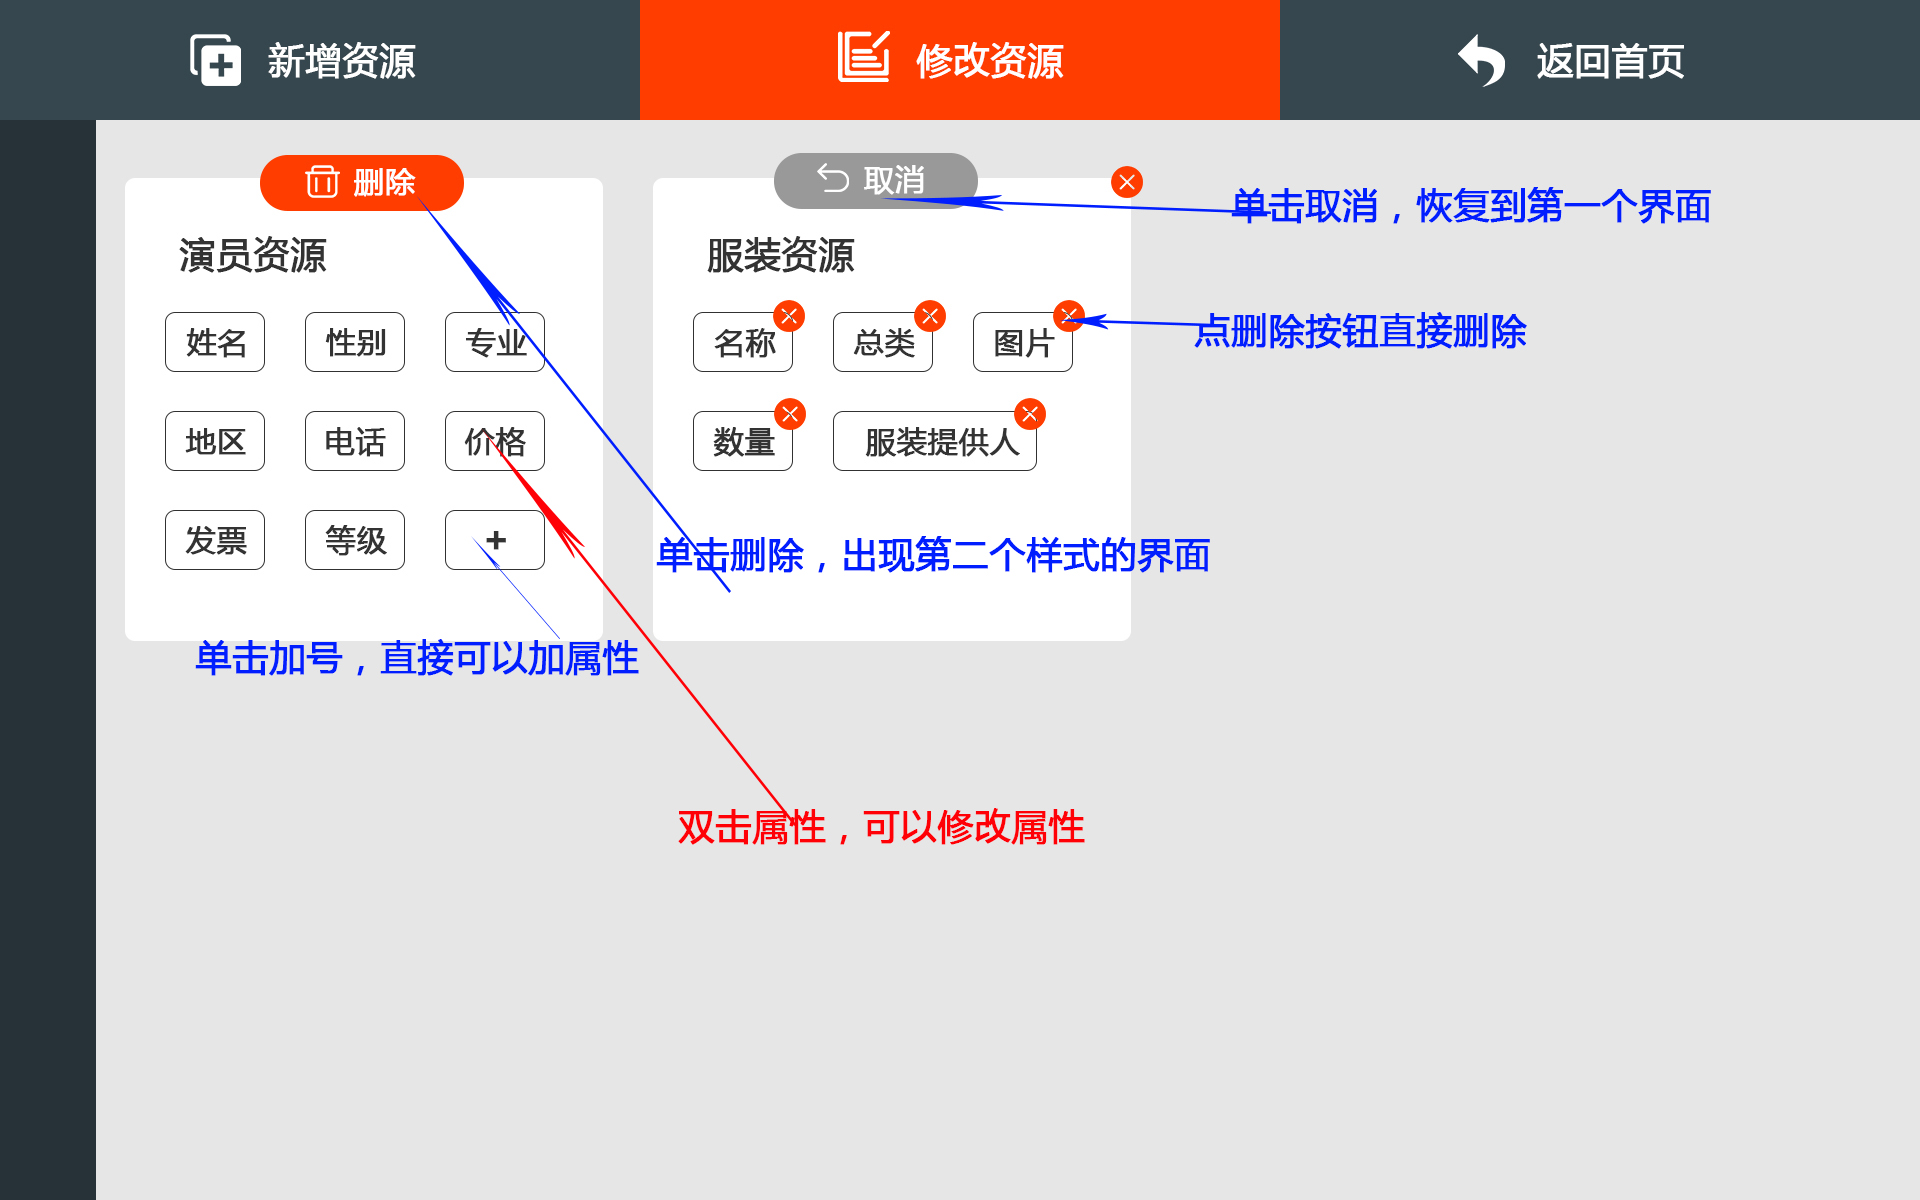 新增资源
修改资源
返回首页
删除
演员资源
姓名
性别
专业
地区
电话
价格
发票
等级
+
单击加号，直接可以加属性
取消
服装资源
名称
总类
图片
数量
服装提供人
单击取消，恢复到第一个界面
点删除按钮直接删除
单击删除，出现第二个样式的界面
双击属性，可以修改属性